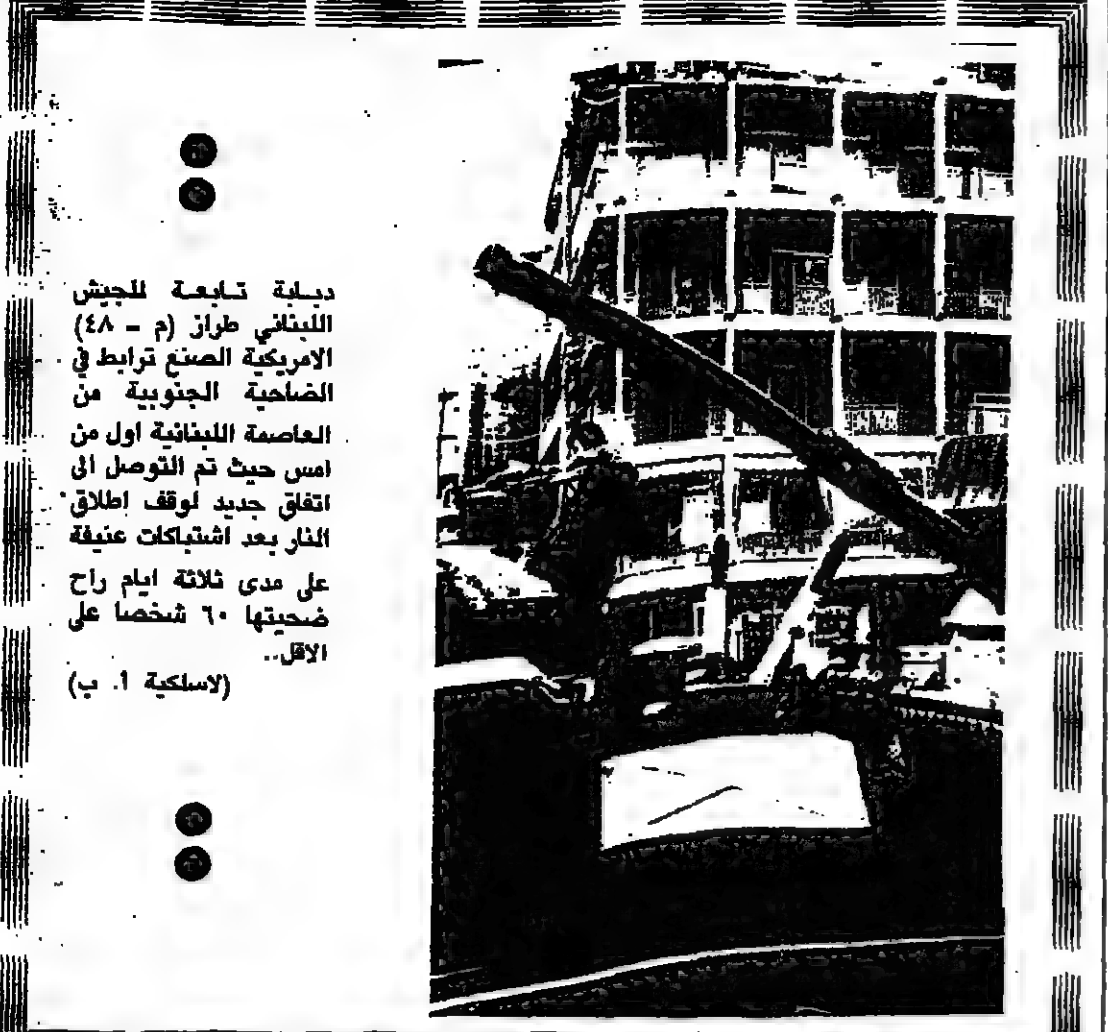 دبابة تابعة للجيش
اللبناني طراز (م - ٤٨)
الامريكية الصنع ترابط في
الضاحية الجنوبية من
العاصمة اللبنانية اول من
امس حيث تم التوصل الى
اتفاق جديد لوقف اطلاق
النار بعد اشتباكات عنيفة
على مدى ثلاثة ايام راح
ضحيتها ٦٠ شخصا على
الاقل..
(لاسلكية أ. ب)